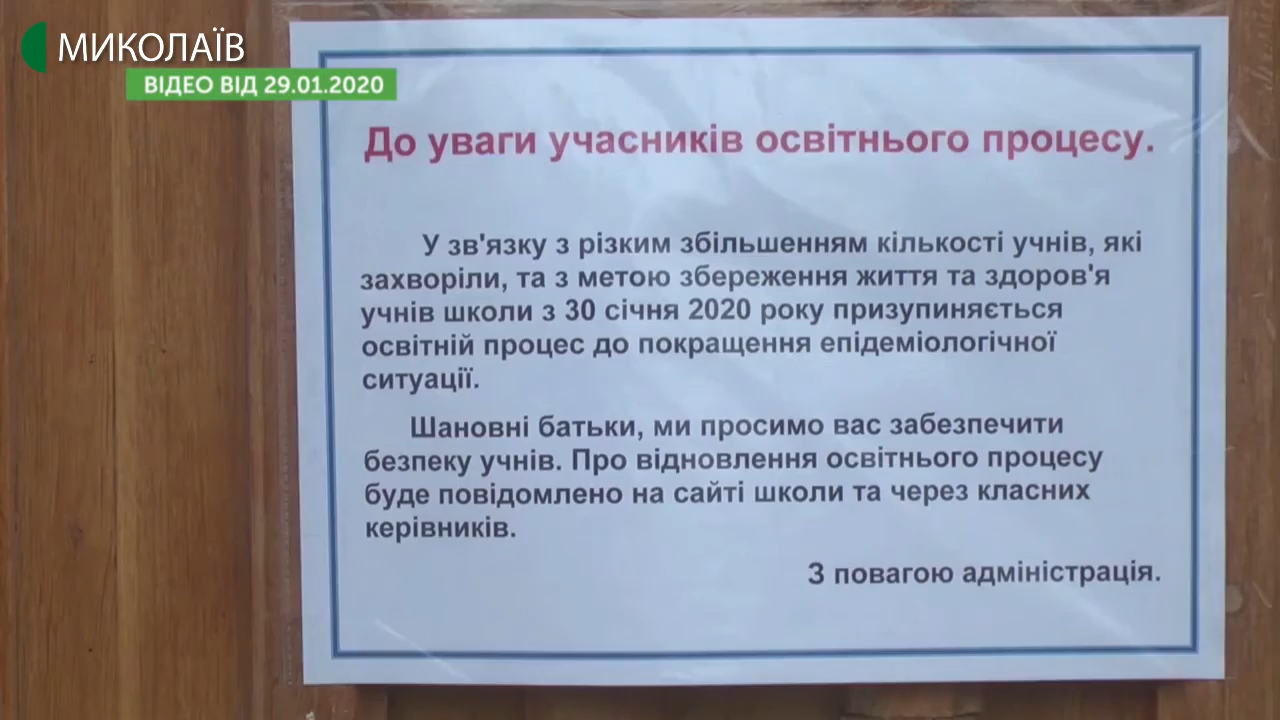 МИКОЛАЇВ
ВІДЕО ВІД 29.01.2020
До уваги учасників освітнього процесу.
У зв'язку з різким збільшенням кількості учнів, які
захворіли, та з метою збереження життя та здоров'я
учнів школи з 30 січня 2020 року призупиняється
освітній процес до покращення епідеміологічної
ситуації.
Шановні батьки, ми просимо вас забезпечити
безпеку учнів. Про відновлення освітнього процесу
буде повідомлено на сайті школи та через класних
керівників.
З повагою адміністрація.